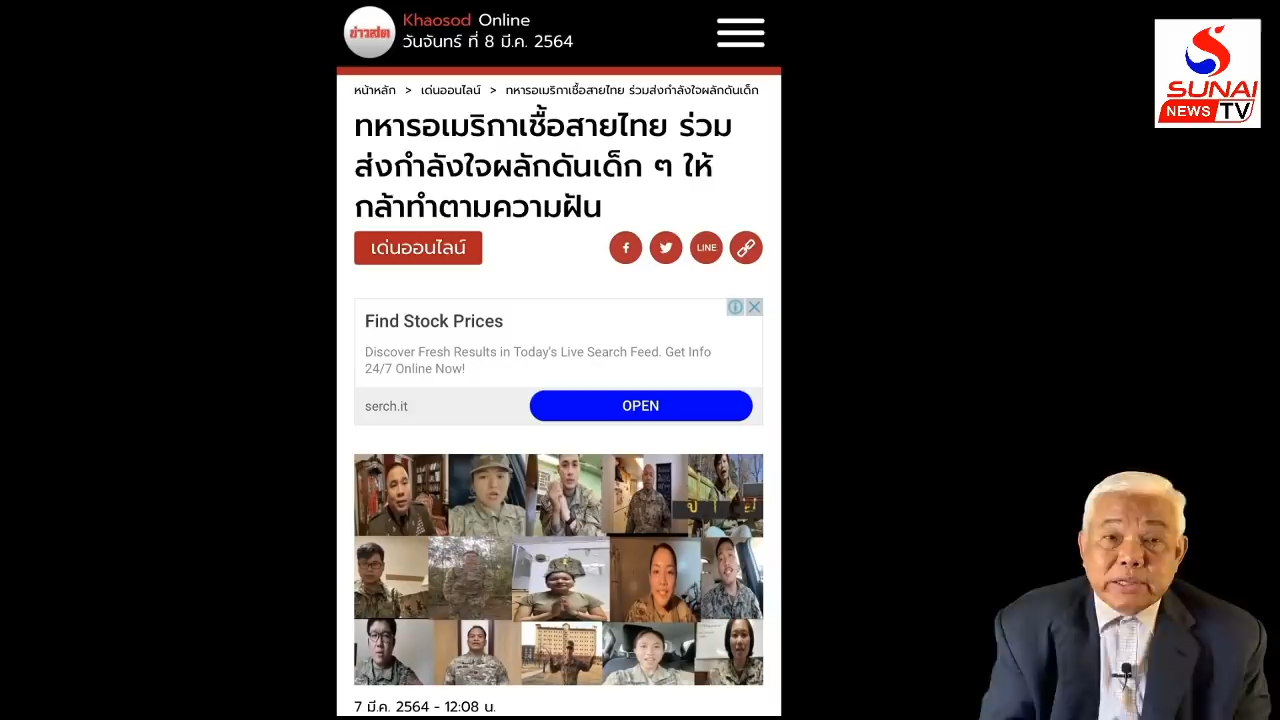 ข่าวสด
Khaosod Online
วันจันทร์ ที่ 8 มี.ค. 2564
SUNAI
NEWS TV
หน้าหลัก > เด่นออนไลน์ > ทหารอเมริกาเชื้อสายไทย ร่วมส่งกำลังใจผลักดันเด็ก
ทหารอเมริกาเชื้อสายไทย ร่วม
ส่งกำลังใจผลักดันเด็ก ๆ ให้
กล้าทำตามความฝัน
เด่นออนไลน์
LINE
Find Stock Prices
Discover Fresh Results in Today's Live Search Feed. Get Info
24/7 Online Now!
serch.it
OPEN
7 มี.ค. 2564 - 12:08 น.